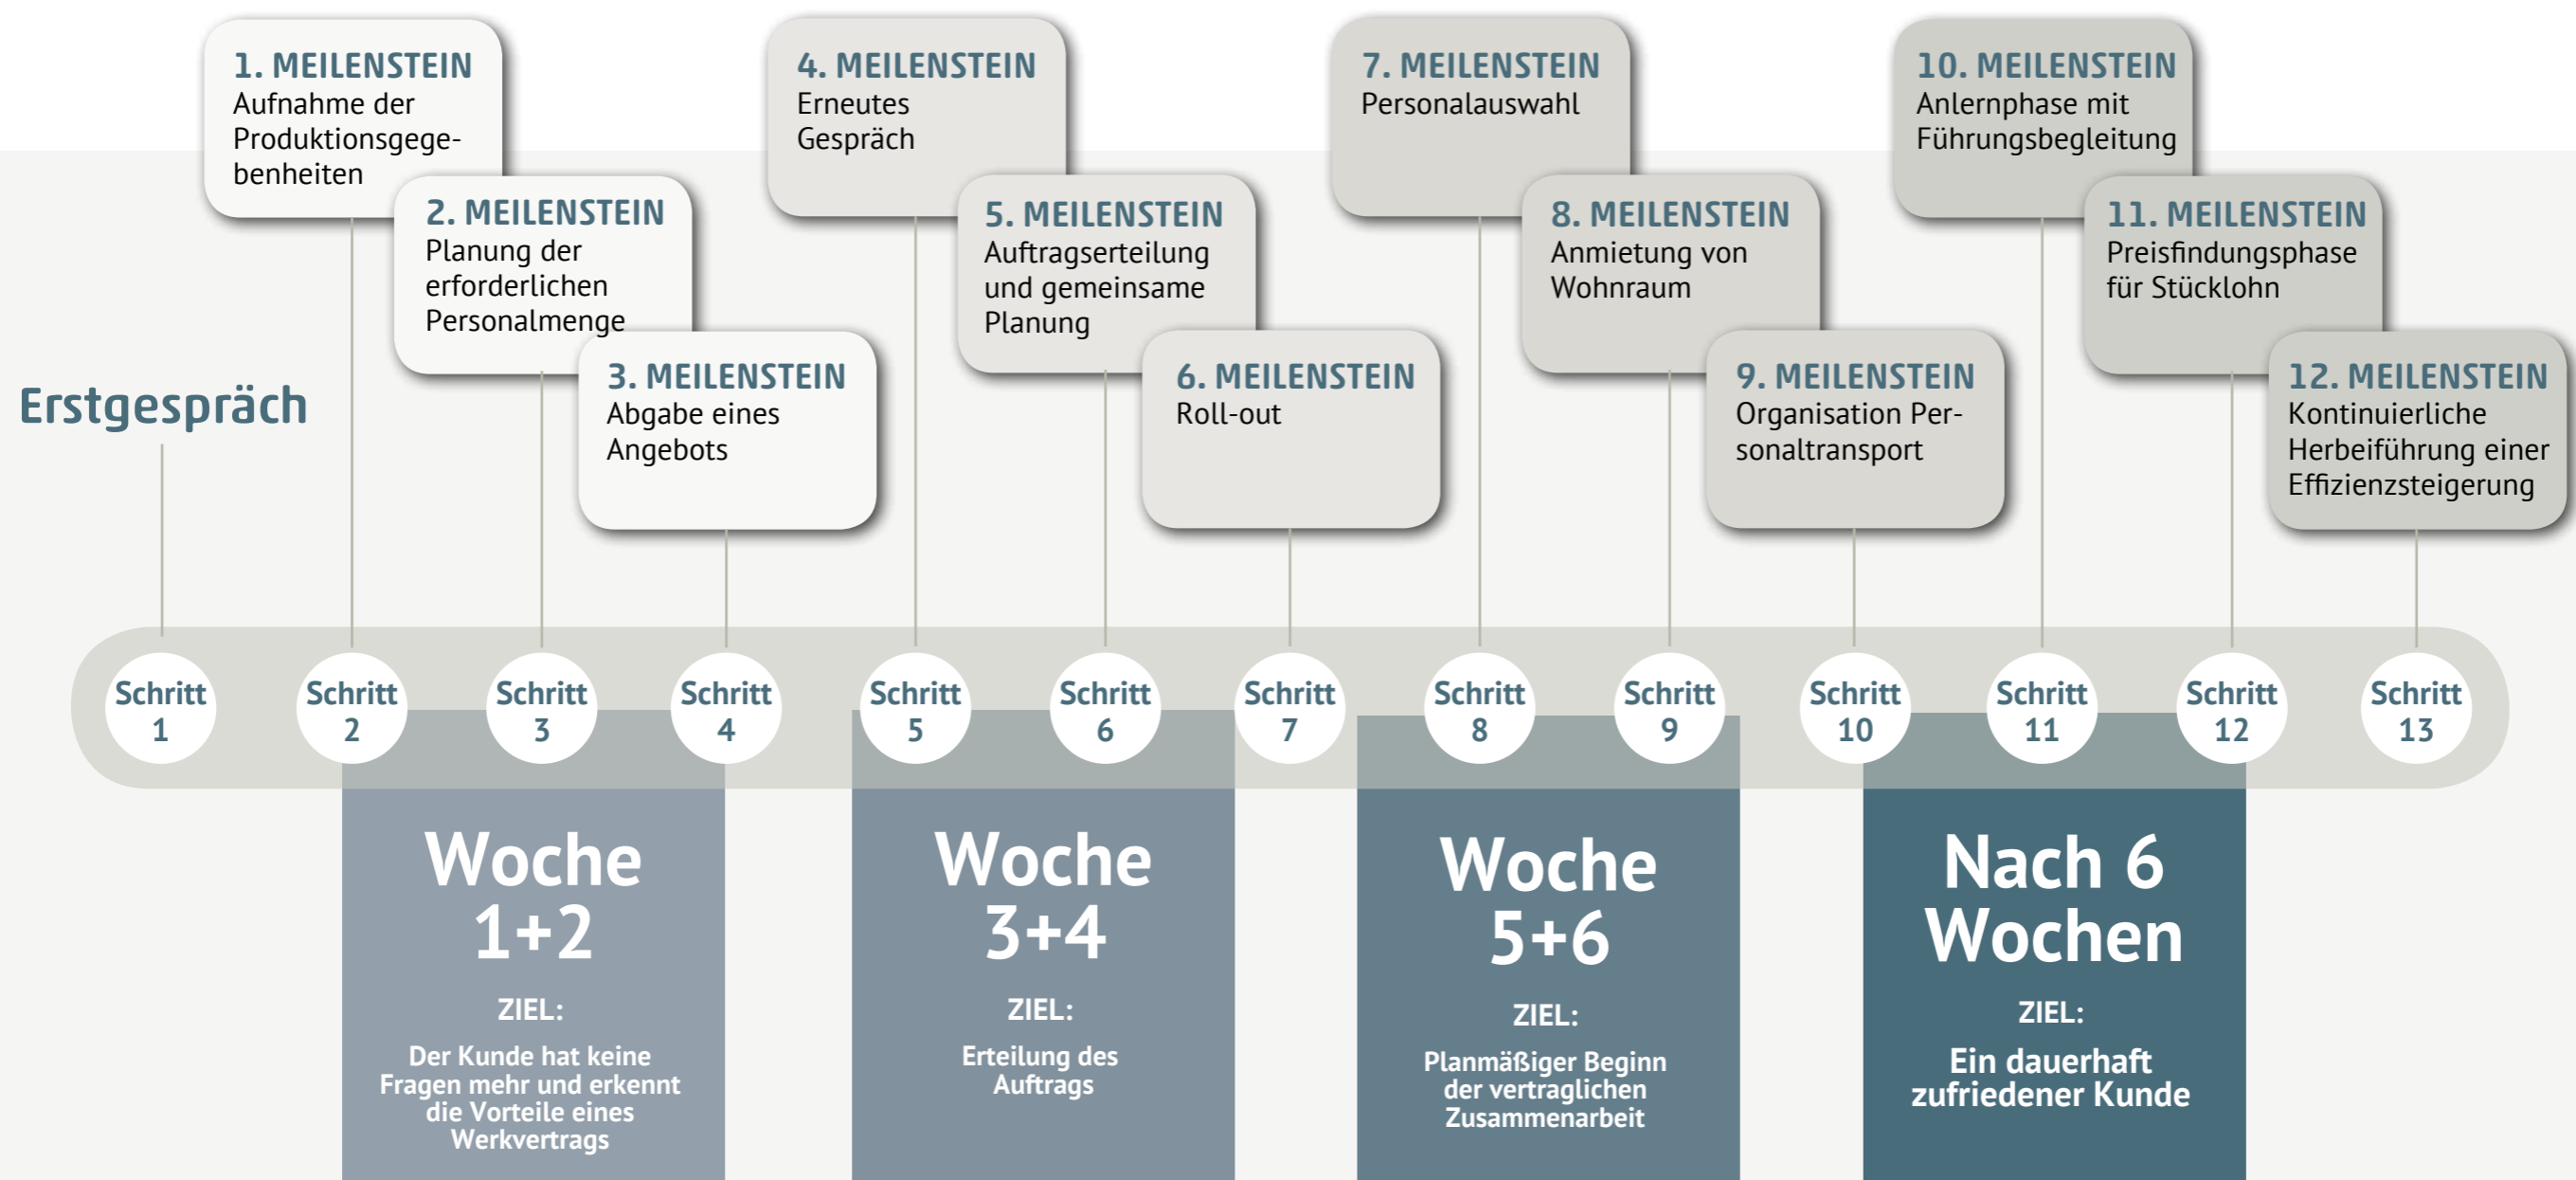 1. MEILENSTEIN
Aufnahme der
Produktionsgege-
benheiten
2. MEILENSTEIN
Planung der
erforderlichen
Personalmenge
3. MEILENSTEIN
Abgabe eines
Angebots
4. MEILENSTEIN
Erneutes
Gespräch
5. MEILENSTEIN
Auftragserteilung
und gemeinsame
Planung
6. MEILENSTEIN
Roll-out
7. MEILENSTEIN
Personalauswahl
8. MEILENSTEIN
Anmietung von
Wohnraum
9. MEILENSTEIN
Organisation Per-
sonaltransport
10. MEILENSTEIN
Anlernphase mit
Führungsbegleitung
11. MEILENSTEIN
Preisfindungsphase
für Stücklohn
12. MEILENSTEIN
Kontinuierliche
Herbeiführung einer
Effizienzsteigerung
Erstgespräch
Schritt
1
Schritt
2
Schritt
3
Schritt
4
Schritt
5
Schritt
6
Schritt
7
Schritt
8
Schritt
9
Schritt
10
Schritt
11
Schritt
12
Schritt
13
Woche
1+2
ZIEL:
Der Kunde hat keine
Fragen mehr und erkennt
die Vorteile eines
Werkvertrags
Woche
3+4
ZIEL:
Erteilung des
Auftrags
Woche
5+6
ZIEL:
Planmäßiger Beginn
der vertraglichen
Zusammenarbeit
Nach 6
Wochen
ZIEL:
Ein dauerhaft
zufriedener Kunde